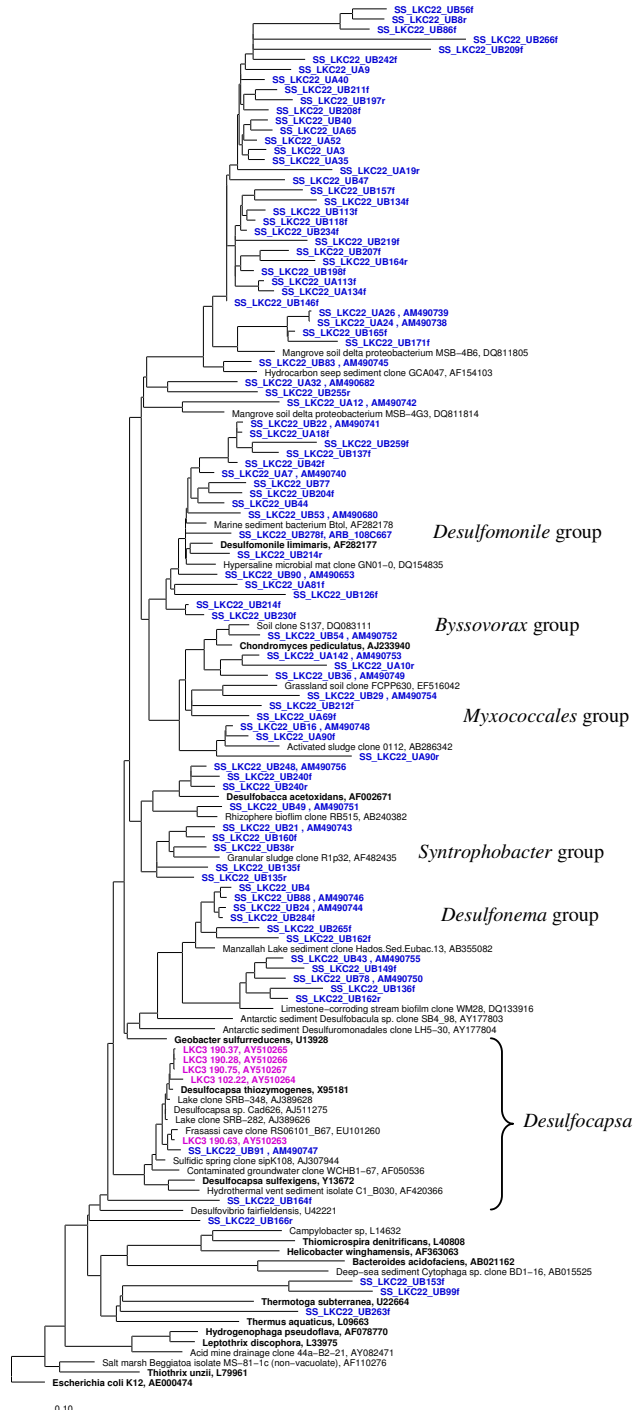 SS_LKC22_UB56f
SS_LKC22_UB8r
SS_LKC22_UB86f
SS_LKC22_UB266f
SS_LKC22_UB209f
SS_LKC22_UB242f
SS_LKC22_UA9
SS_LKC22_UA40
SS_LKC22_UB211f
SS_LKC22_UB197r
SS_LKC22_UB208f
SS_LKC22_UB40
SS_LKC22_UA65
SS_LKC22_UA52
SS_LKC22_UA3
SS_LKC22_UA35
SS_LKC22_UA19r
SS_LKC22_UB47
SS_LKC22_UB157f
SS_LKC22_UB134f
SS_LKC22_UB113f
SS_LKC22_UB118f
SS_LKC22_UB234f
SS_LKC22_UB219f
SS_LKC22_UB207f
SS_LKC22_UB164r
SS_LKC22_UB198f
SS_LKC22_UA113f
SS_LKC22_UA134f
SS_LKC22_UB146f
SS_LKC22_UA26 , AM490739
SS_LKC22_UA24 , AM490738
SS_LKC22_UB165f
SS_LKC22_UB171f
Mangrove soil delta proteobacterium MSB−4B6, DQ811805
SS_LKC22_UB83 , AM490745
Hydrocarbon seep sediment clone GCA047, AF154103
SS_LKC22_UA32 , AM490682
SS_LKC22_UB255r
SS_LKC22_UA12 , AM490742
Mangrove soil delta proteobacterium MSB−4G3, DQ811814
SS_LKC22_UB22 , AM490741
SS_LKC22_UA18f
SS_LKC22_UB259f
SS_LKC22_UB137f
SS_LKC22_UB42f
SS_LKC22_UA7 , AM490740
SS_LKC22_UB77
SS_LKC22_UB204f
SS_LKC22_UB44
SS_LKC22_UB53 , AM490680
Marine sediment bacterium Btol, AF282178
SS_LKC22_UB278f, ARB_108C667
Desulfomonile group
Desulfomonile limimaris, AF282177
SS_LKC22_UB214r
Hypersaline microbial mat clone GN01−0, DQ154835
SS_LKC22_UB90 , AM490653
SS_LKC22_UA81f
SS_LKC22_UB126f
SS_LKC22_UB214f
SS_LKC22_UB230f
Soil clone S137, DQ083111
Byssovorax group
SS_LKC22_UB54 , AM490752
Chondromyces pediculatus, AJ233940
SS_LKC22_UA142 , AM490753
SS_LKC22_UA10r
SS_LKC22_UB36 , AM490749
Grassland soil clone FCPP630, EF516042
SS_LKC22_UB29 , AM490754
SS_LKC22_UB212f
SS_LKC22_UA69f
Myxococcales group
SS_LKC22_UB16 , AM490748
SS_LKC22_UA90f
Activated sludge clone 0112, AB286342
SS_LKC22_UA90r
SS_LKC22_UB248, AM490756
SS_LKC22_UB240f
SS_LKC22_UB240r
Desulfobacca acetoxidans, AF002671
SS_LKC22_UB49 , AM490751
Rhizophere bioflim clone RB515, AB240382
SS_LKC22_UB21 , AM490743
SS_LKC22_UB160f
SS_LKC22_UB38r
Syntrophobacter group
Granular sludge clone R1p32, AF482435
SS_LKC22_UB135f
SS_LKC22_UB135r
SS_LKC22_UB4
SS_LKC22_UB88 , AM490746
SS_LKC22_UB24 , AM490744
Desulfonema group
SS_LKC22_UB284f
SS_LKC22_UB265f
SS_LKC22_UB162f
Manzallah Lake sediment clone Hados.Sed.Eubac.13, AB355082
SS_LKC22_UB43 , AM490755
SS_LKC22_UB149f
SS_LKC22_UB78 , AM490750
SS_LKC22_UB136f
SS_LKC22_UB162r
Limestone−corroding stream biofilm clone WM28, DQ133916
Antarctic sediment Desulfobacula sp. clone SB4_98, AY177803
Antarctic sediment Desulfuromonadales clone LH5−30, AY177804
Geobacter sulfurreducens, U13928
LKC3 190.37, AY510265
LKC3 190.28, AY510266
LKC3 190.75, AY510267
LKC3 102.22, AY510264
Desulfocapsa thiozymogenes, X95181
Lake clone SRB−348, AJ389628
Desulfocapsa sp. Cad626, AJ511275
Lake clone SRB−282, AJ389626
Desulfocapsa
Frasassi cave clone RS06101_B67, EU101260
LKC3 190.63, AY510263
SS_LKC22_UB91 , AM490747
Sulfidic spring clone sipK108, AJ307944
Contaminated groundwater clone WCHB1−67, AF050536
Desulfocapsa sulfexigens, Y13672
Hydrothermal vent sediment isolate C1_B030, AF420366
SS_LKC22_UB164f
Desulfovibrio fairfieldensis, U42221
SS_LKC22_UB166r
Campylobacter sp, L14632
Thiomicrospira denitrificans, L40808
Helicobacter winghamensis, AF363063
Bacteroides acidofaciens, AB021162
Deep−sea sediment Cytophaga sp. clone BD1−16, AB015525
SS_LKC22_UB153f
SS_LKC22_UB99f
Thermotoga subterranea, U22664
SS_LKC22_UB263f
Thermus aquaticus, L09663
Hydrogenophaga pseudoflava, AF078770
Leptothrix discophora, L33975
Acid mine drainage clone 44a−B2−21, AY082471
Salt marsh Beggiatoa isolate MS−81−1c (non−vacuolate), AF110276
Thiothrix unzii, L79961
Escherichia coli K12, AE000474
0.10